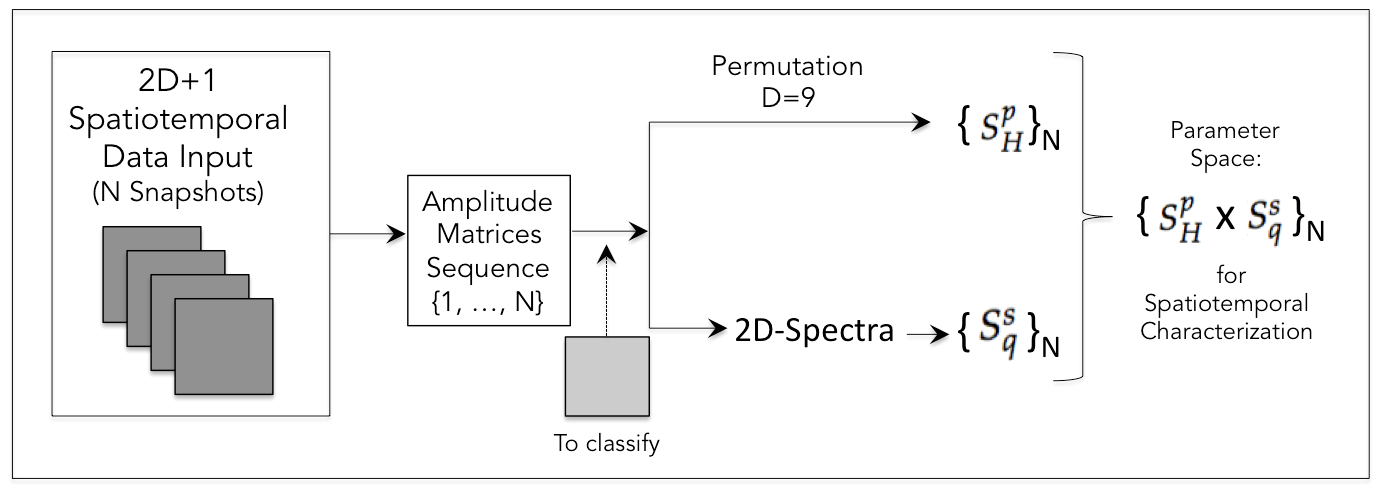 2D+1
Spatiotemporal
Data Input
(N Snapshots)
Amplitude
Matrices
Sequence
{1, ..., N}
To classify
Permutation
D=9
{ S_H^p }_N
2D-Spectra
{ S_q^s }_N
Parameter
Space:
{ S_H^p x S_q^s }_N
for
Spatiotemporal
Characterization